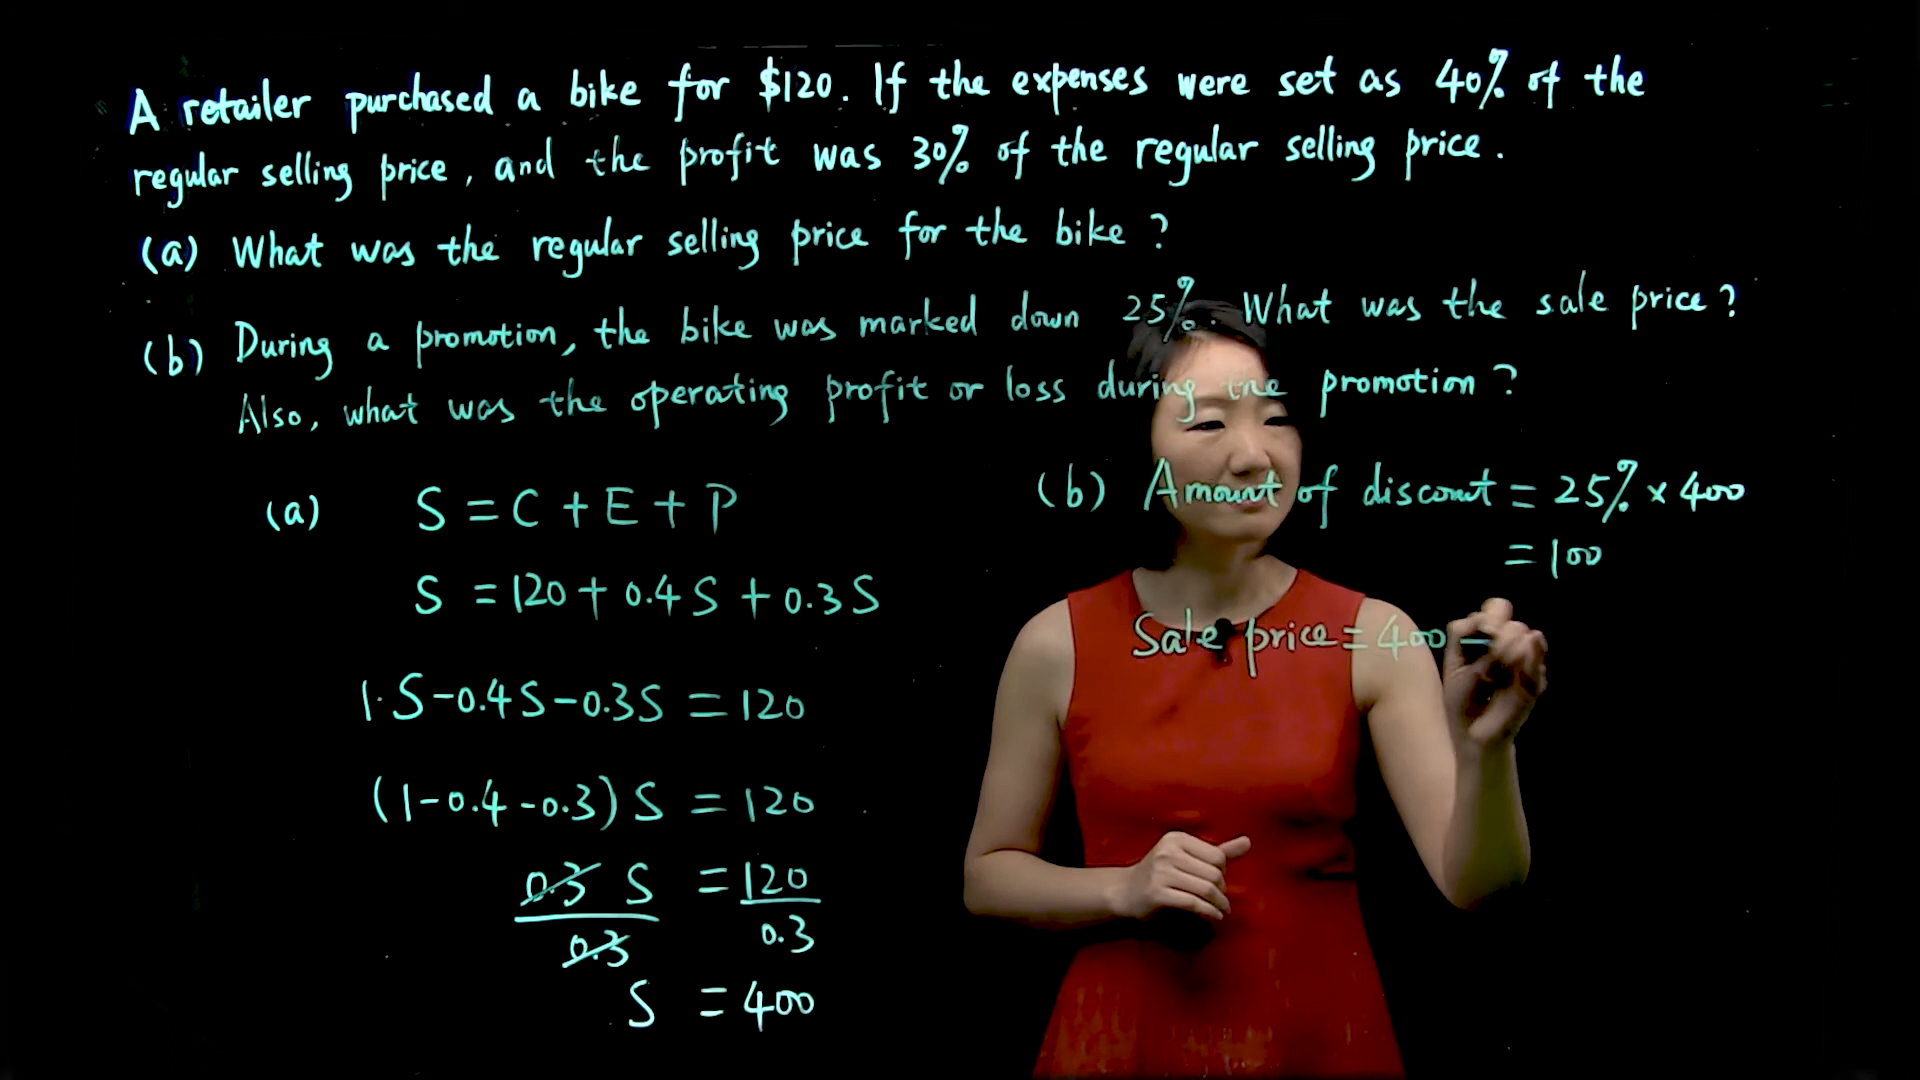 A retailer purchased a bike for $120. If the expenses were set as 40% of the
regular selling price, and the profit was 30% of the regular selling price.
(a) What was the regular selling price for the bike?
(b) During a promotion, the bike was marked down 25%. What was the sale price?
Also, what was the operating profit or loss during the promotion?
(a) S = C + E + P
S = 120 + 0.4 S + 0.3 S
1·S - 0.4 S - 0.3 S = 120
(1 - 0.4 - 0.3) S = 120
0.3 S / 0.3 = 120 / 0.3
S = 400
(b) Amount of discount = 25% × 400
= 100
Sale price = 400 -